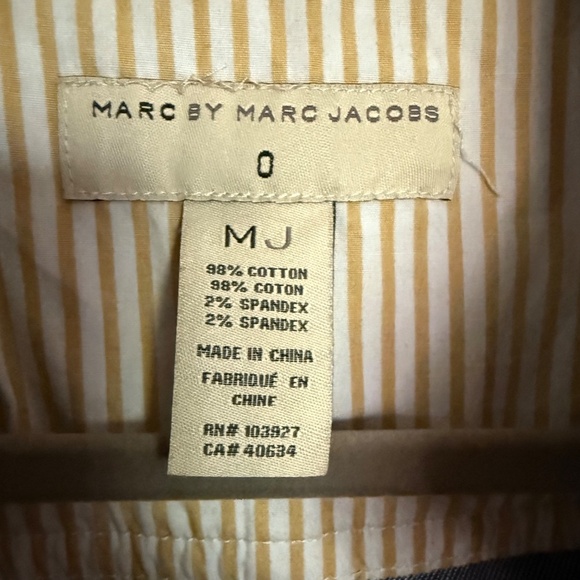 MARC BY MARC JACOBS
0
MJ
98% COTTON
98% COTON
2% SPANDEX
2% SPANDEX
MADE IN CHINA
FABRIQUÉ EN
CHINE
RN# 103927
CA# 40634